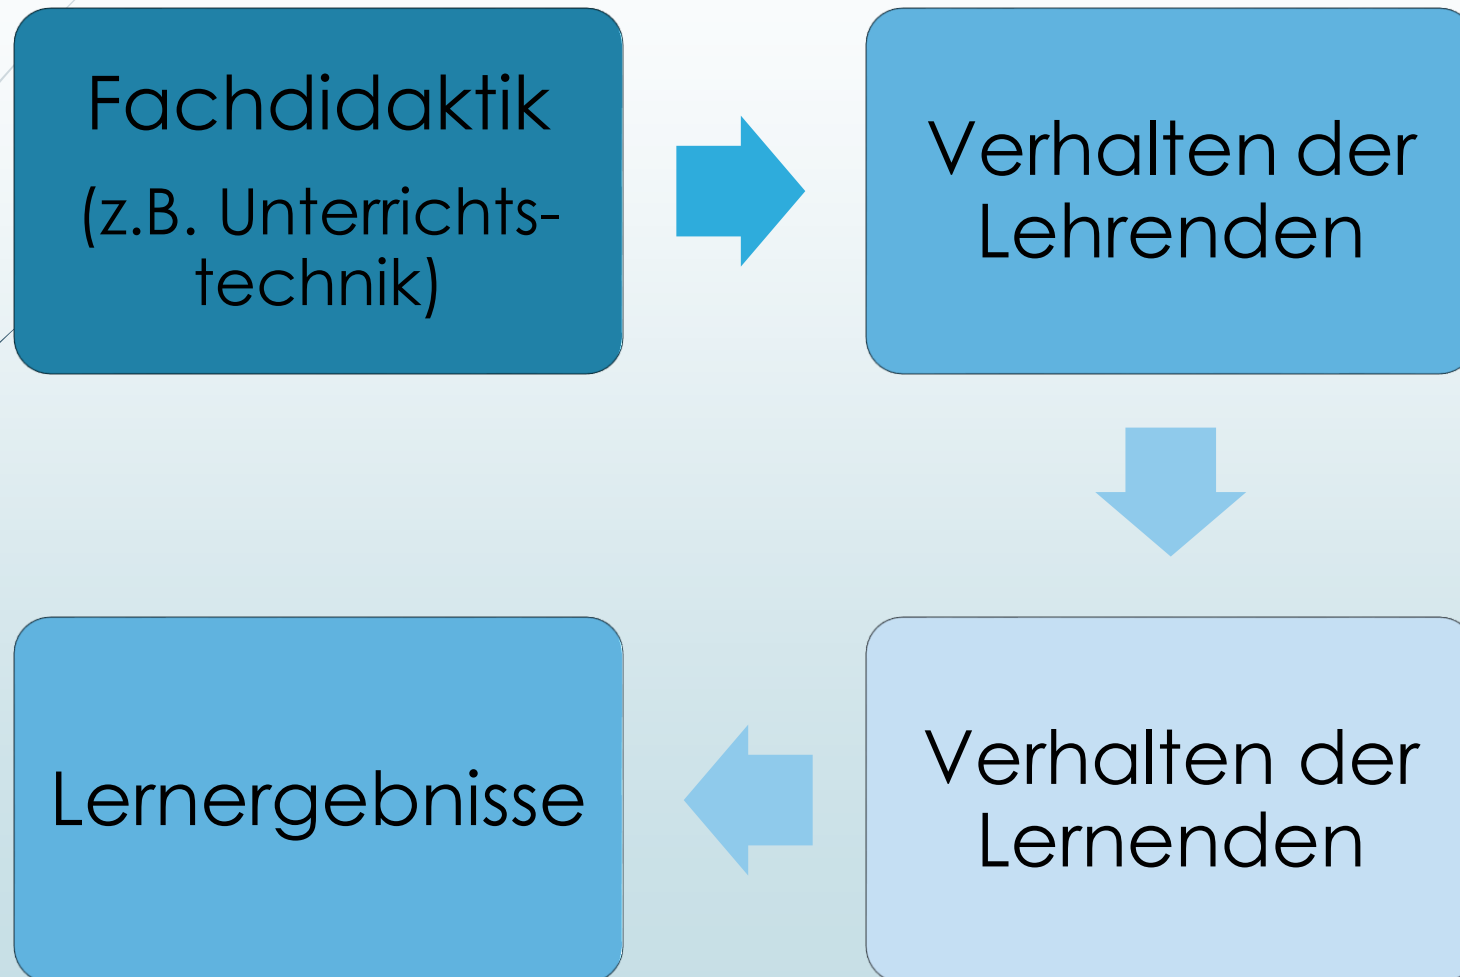 Fachdidaktik
(z.B. Unterrichts-
technik)
Verhalten der
Lehrenden
Verhalten der
Lernenden
Lernergebnisse